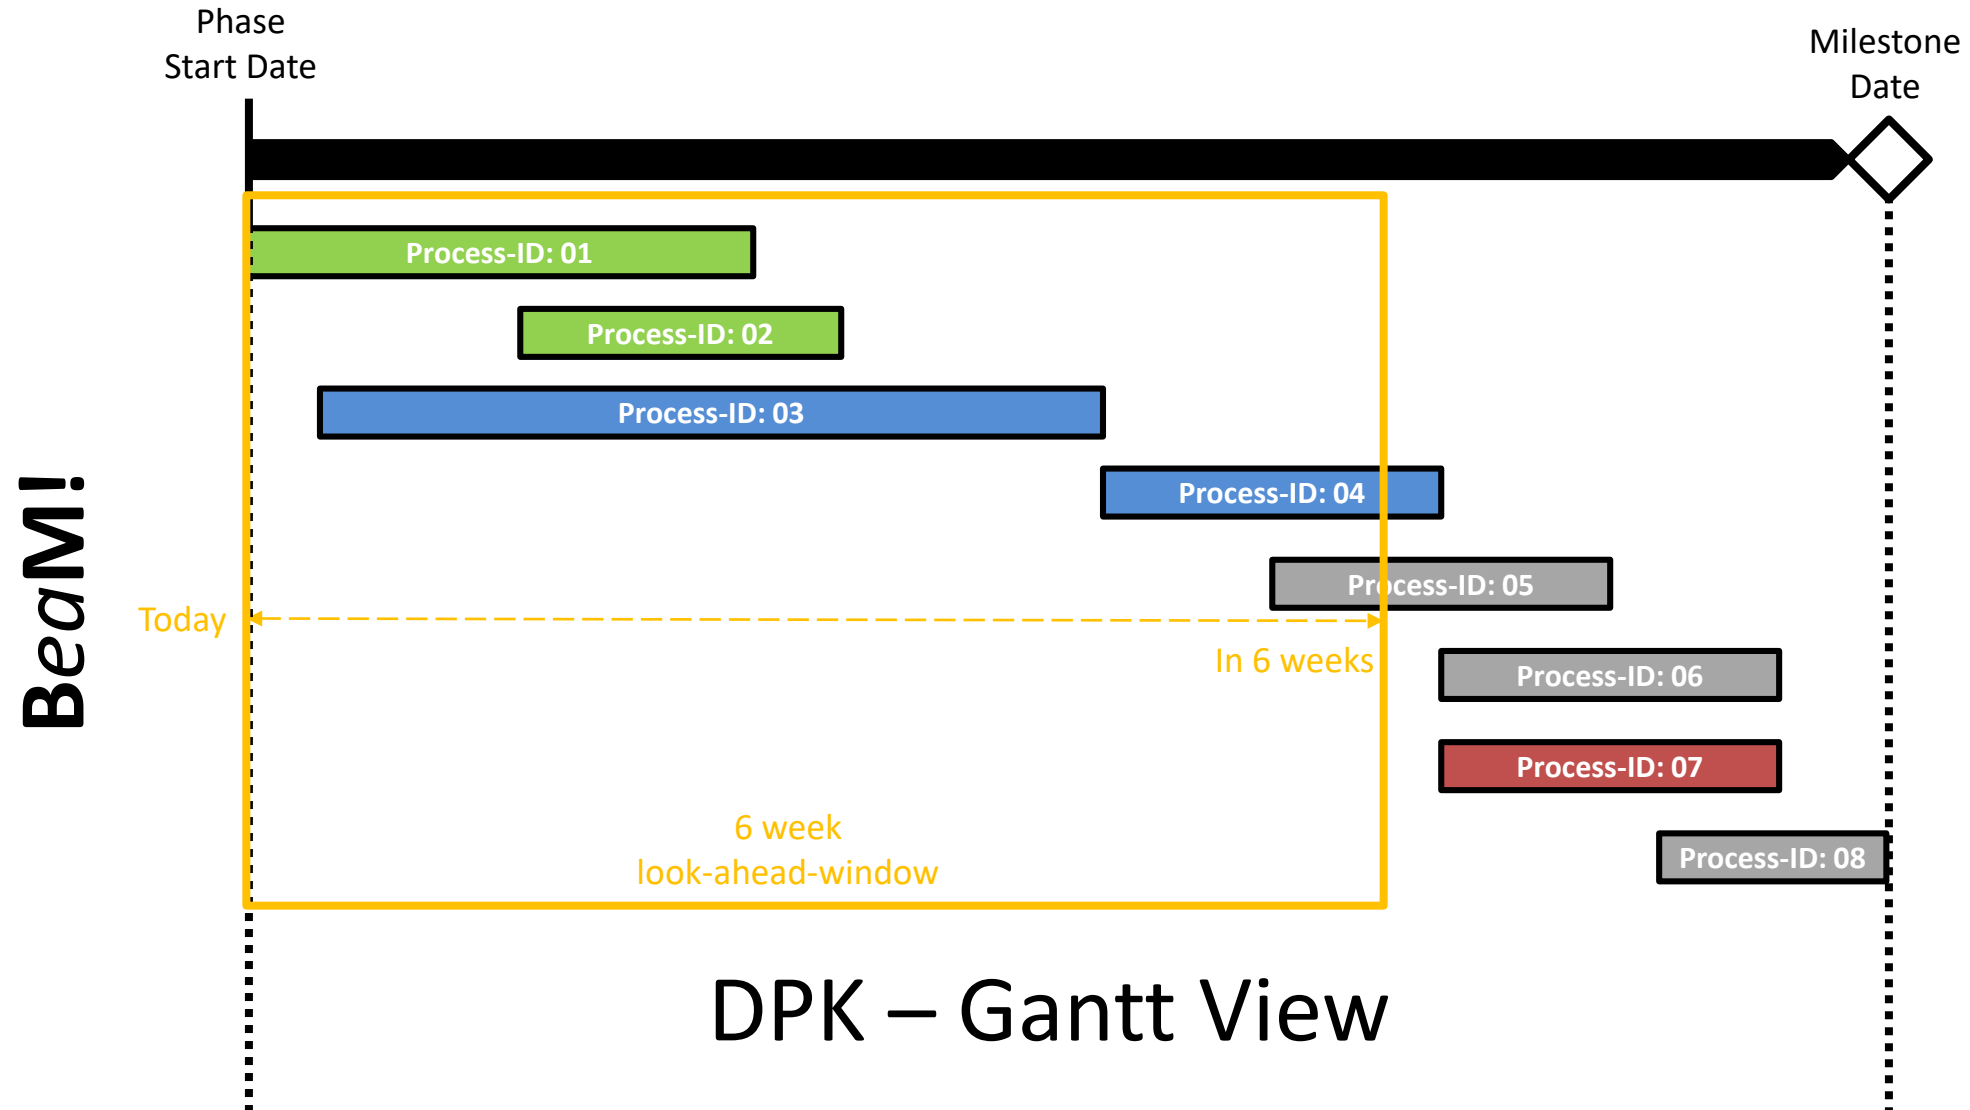 Phase
Start Date
Milestone
Date
Process-ID: 01
Process-ID: 02
Process-ID: 03
Process-ID: 04
Process-ID: 05
Today
In 6 weeks
Process-ID: 06
Process-ID: 07
6 week
look-ahead-window
Process-ID: 08
BeaM!
DPK – Gantt View